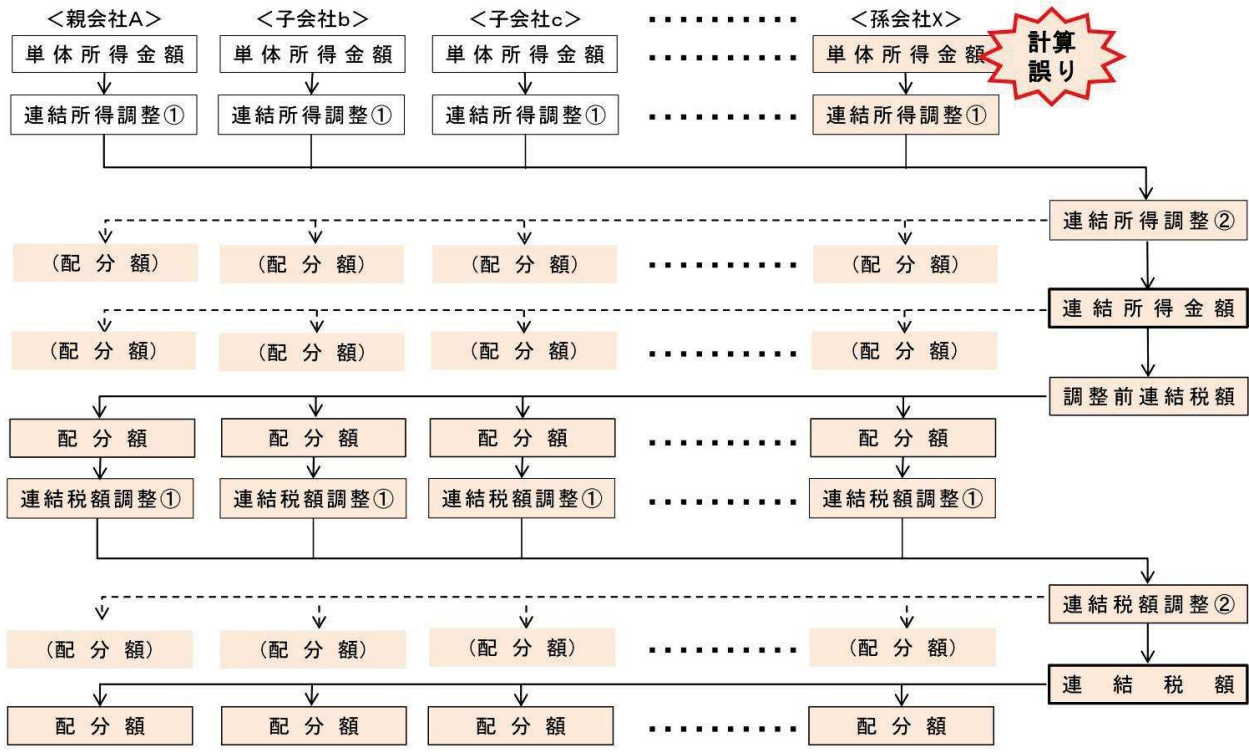 ＜親会社A＞ ＜子会社b＞ ＜子会社c＞ ＜孫会社X＞
単体所得金額 単体所得金額 単体所得金額 単体所得金額
計算
誤り
連結所得調整① 連結所得調整① 連結所得調整① 連結所得調整①
連結所得調整②
(配分額) (配分額) (配分額) (配分額)
連結所得金額
(配分額) (配分額) (配分額) (配分額)
調整前連結税額
配分額 配分額 配分額 配分額
連結税額調整① 連結税額調整① 連結税額調整① 連結税額調整①
連結税額調整②
(配分額) (配分額) (配分額) (配分額)
連結税額
配分額 配分額 配分額 配分額